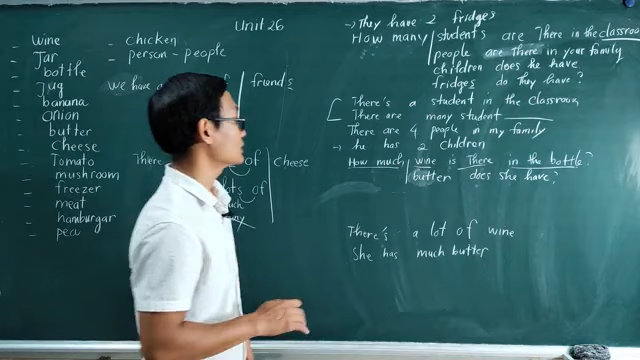 Unit 26
- wine
- Jar
- bottle
- Jug
- banana
- onion
- butter
- cheese
- Tomato
- mushroom
- freezer
- meat
- hamburgar
- pea
- chicken
- person - people
we have a of friends
There of cheese
lots of
→ They have 2 fridges
How many students are There in the classroom
people are there in your family
children does he have
fridges do they have?
There's a student in the classroom
There are many student
There are 4 people in my family
→ he has 2 children
How much wine is There in the bottle?
butter does she have?
There's a lot of wine
She has much butter